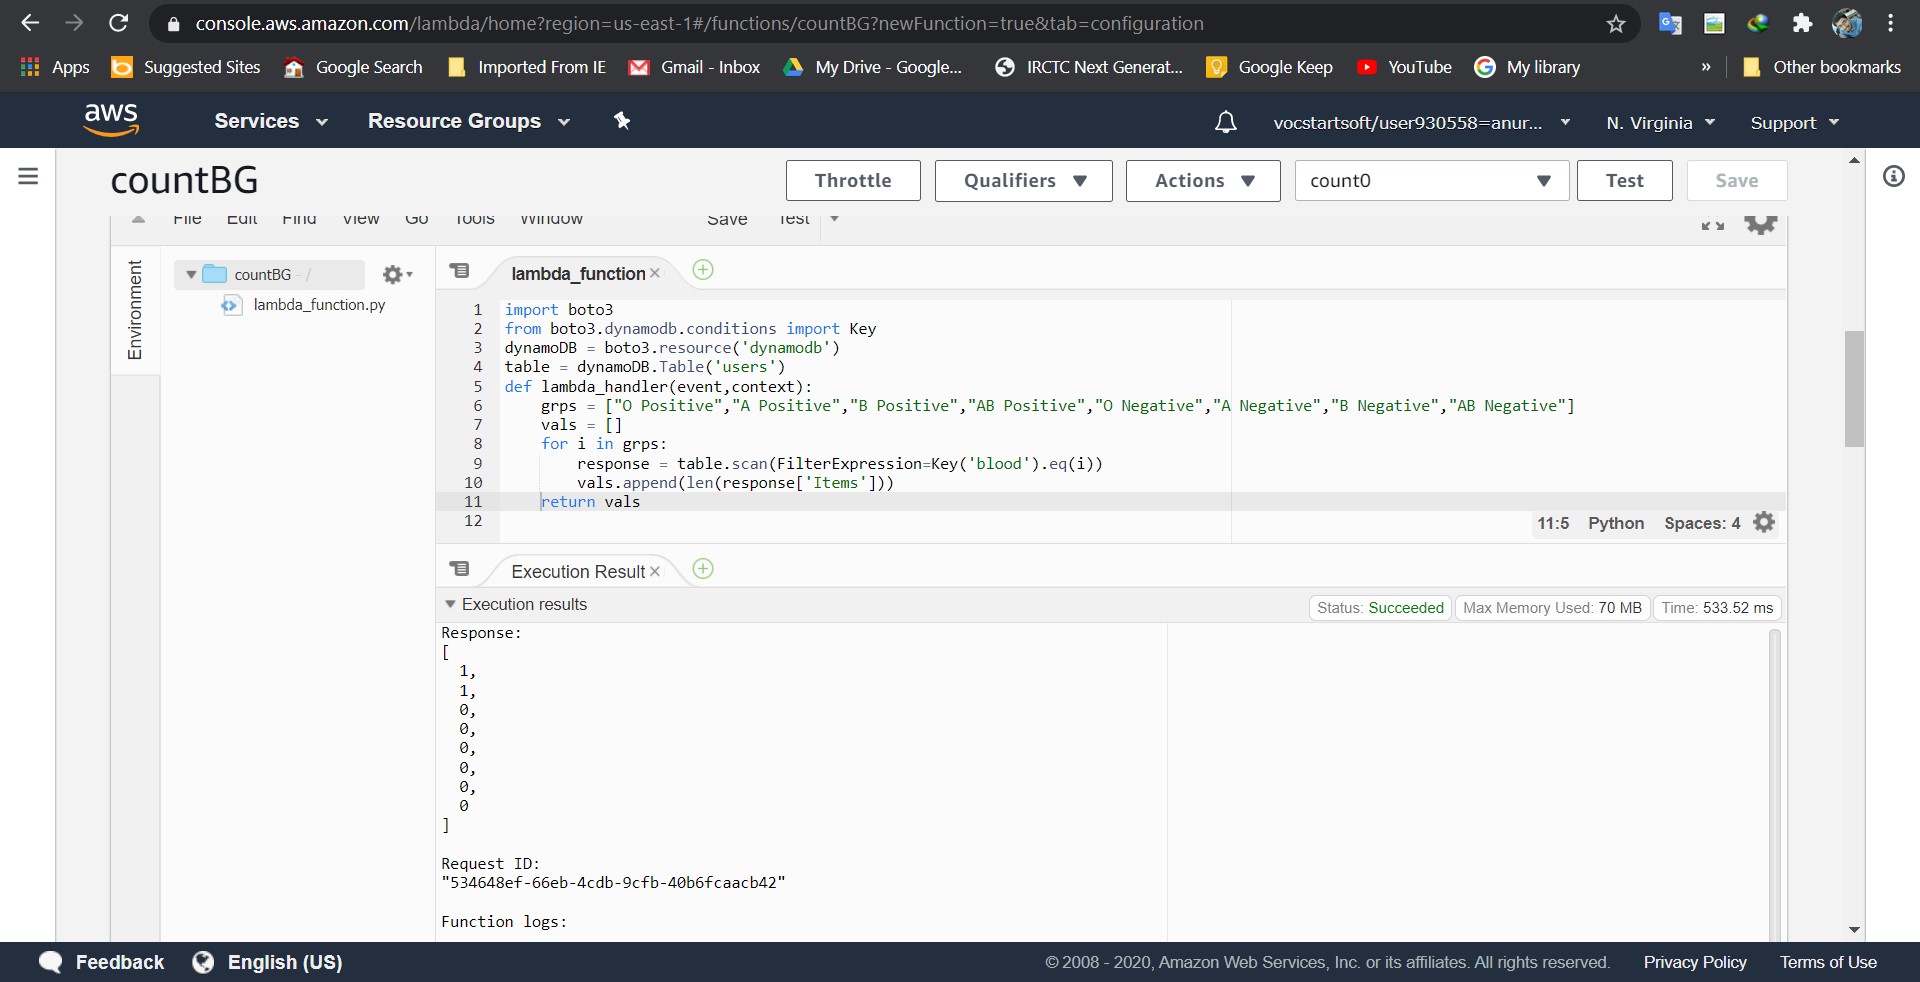 console.aws.amazon.com/lambda/home?region=us-east-1#/functions/countBG?newFunction=true&tab=configuration
Apps Suggested Sites Google Search Imported From IE Gmail - Inbox My Drive - Google... IRCTC Next Generat... Google Keep YouTube My library » Other bookmarks
aws Services Resource Groups vocstartsoft/user930558=anur... N. Virginia Support
countBG Throttle Qualifiers Actions count0 Test Save
File Edit Find View Go Tools Window Save Test
Environment
countBG - /
lambda_function.py
lambda_function ×
1 import boto3
2 from boto3.dynamodb.conditions import Key
3 dynamoDB = boto3.resource('dynamodb')
4 table = dynamoDB.Table('users')
5 def lambda_handler(event,context):
6 grps = ["O Positive","A Positive","B Positive","AB Positive","O Negative","A Negative","B Negative","AB Negative"]
7 vals = []
8 for i in grps:
9 response = table.scan(FilterExpression=Key('blood').eq(i))
10 vals.append(len(response['Items']))
11 return vals
12
11:5 Python Spaces: 4
Execution Result ×
Execution results Status: Succeeded Max Memory Used: 70 MB Time: 533.52 ms
Response:
[
1,
1,
0,
0,
0,
0,
0,
0
]
Request ID:
"534648ef-66eb-4cdb-9cfb-40b6fcaacb42"
Function logs:
Feedback English (US) © 2008 - 2020, Amazon Web Services, Inc. or its affiliates. All rights reserved. Privacy Policy Terms of Use